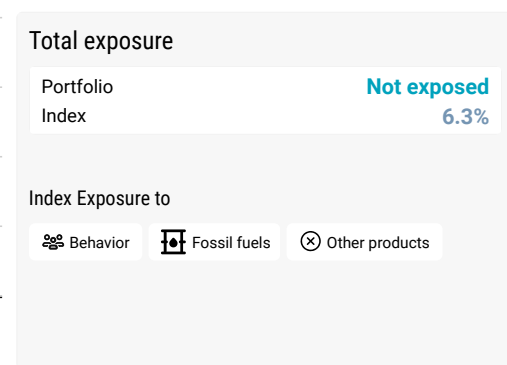 Total exposure
Portfolio Not exposed
Index 6.3%
Index Exposure to
Behavior Fossil fuels Other products